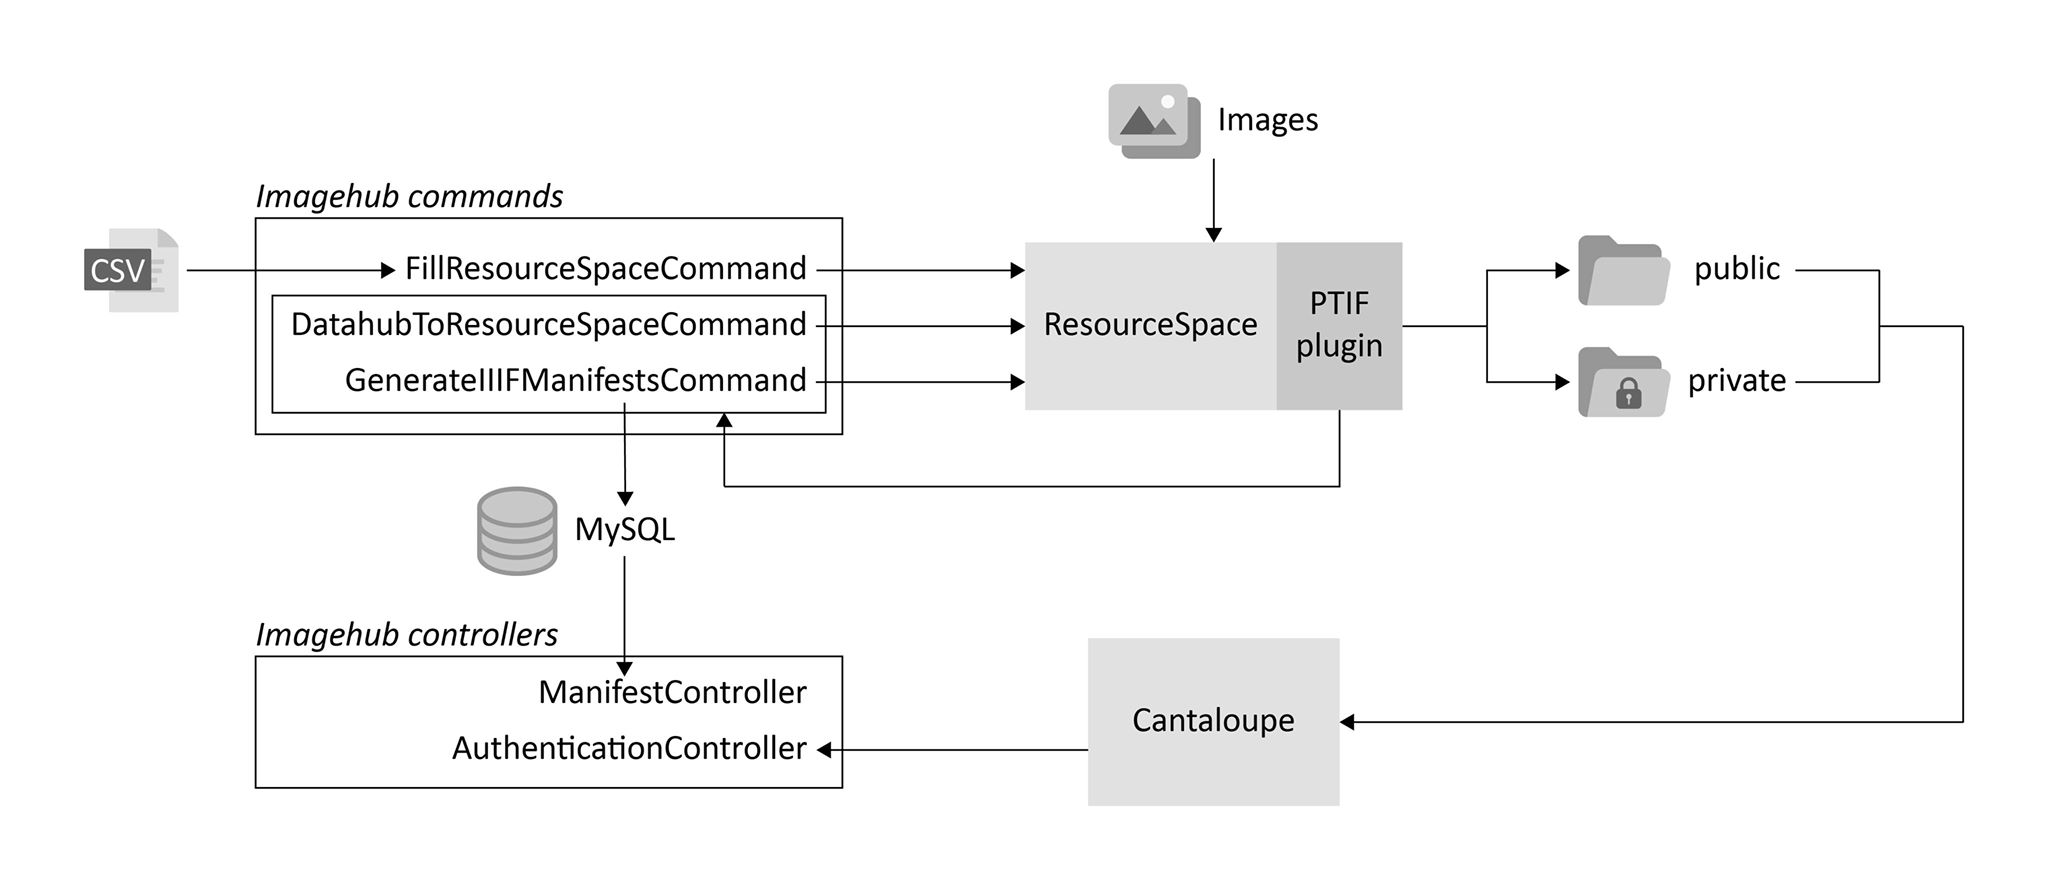 Images
Imagehub commands
CSV
FillResourceSpaceCommand
DatahubToResourceSpaceCommand
GenerateIIIFManifestsCommand
ResourceSpace
PTIF
plugin
public
private
MySQL
Imagehub controllers
ManifestController
AuthenticationController
Cantaloupe